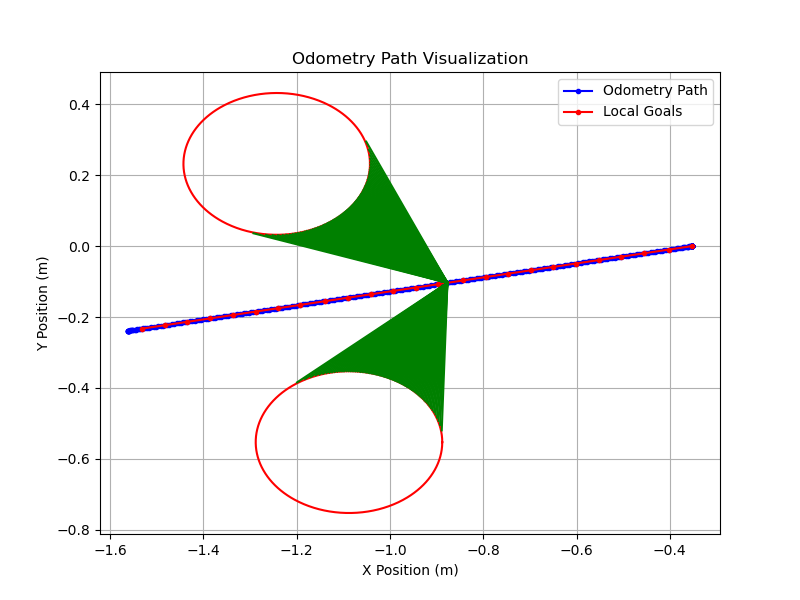 Odometry Path Visualization
Odometry Path
Local Goals
Y Position (m)
0.4
0.2
0.0
−0.2
−0.4
−0.6
−0.8
−1.6 −1.4 −1.2 −1.0 −0.8 −0.6 −0.4
X Position (m)